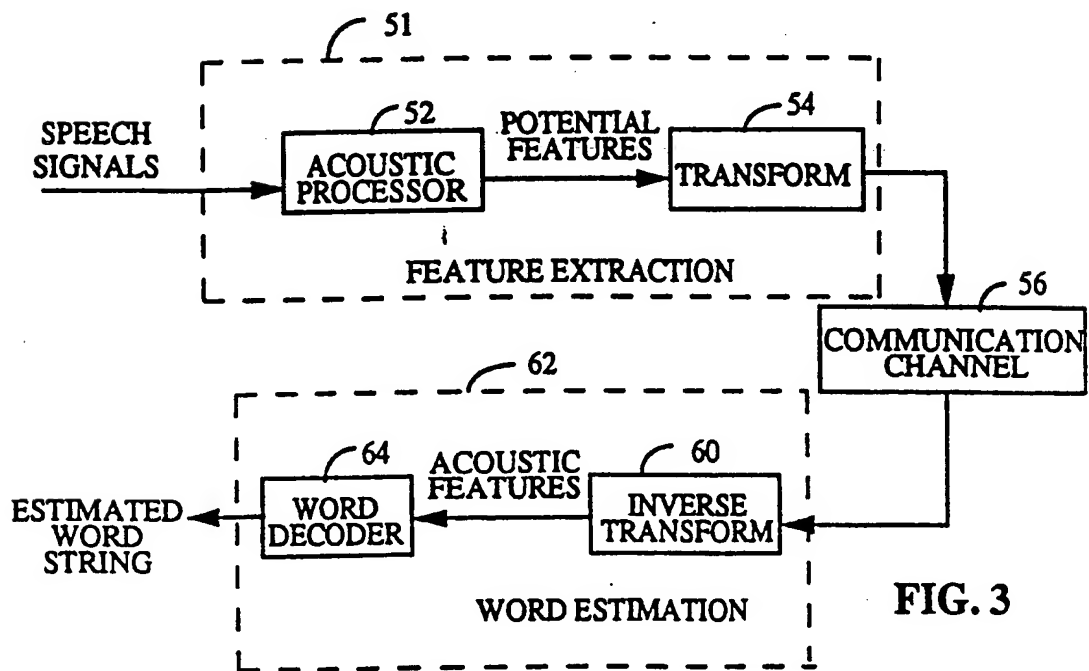 51
SPEECH
SIGNALS
52
ACOUSTIC
PROCESSOR
POTENTIAL
FEATURES
54
TRANSFORM
FEATURE EXTRACTION
56
COMMUNICATION
CHANNEL
62
64
WORD
DECODER
ACOUSTIC
FEATURES
60
INVERSE
TRANSFORM
ESTIMATED
WORD
STRING
WORD ESTIMATION
FIG. 3